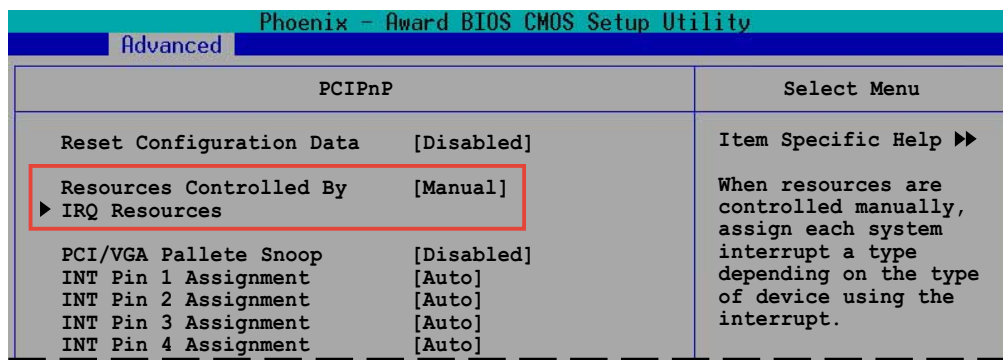 Phoenix - Award BIOS CMOS Setup Utility
Advanced
PCIPnP
Select Menu
Reset Configuration Data [Disabled]
Resources Controlled By [Manual]
IRQ Resources
PCI/VGA Pallete Snoop [Disabled]
INT Pin 1 Assignment [Auto]
INT Pin 2 Assignment [Auto]
INT Pin 3 Assignment [Auto]
INT Pin 4 Assignment [Auto]
Item Specific Help
When resources are
controlled manually,
assign each system
interrupt a type
depending on the type
of device using the
interrupt.